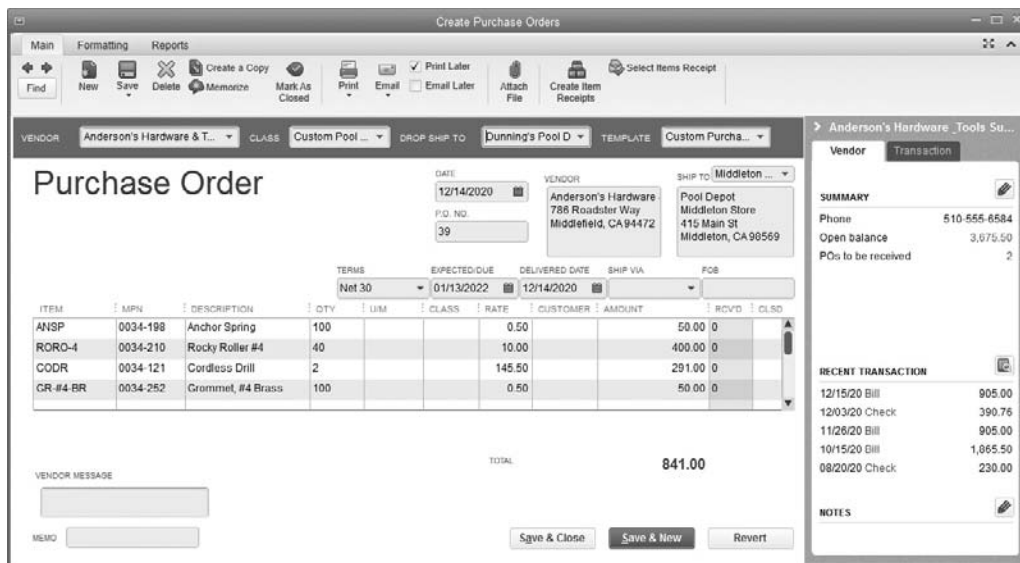 Create Purchase Orders
Main Formatting Reports
Find
New
Save
Delete
Create a Copy
Memorize
Mark As Closed
Print
Email
Print Later
Email Later
Attach File
Create Item Receipts
Select Items Receipt
VENDOR Anderson's Hardware & T... CLASS Custom Pool ... DROP SHIP TO Dunning's Pool D TEMPLATE Custom Purcha...
Purchase Order
DATE
12/14/2020
P.O. NO.
39
VENDOR
Anderson's Hardware
786 Roadster Way
Middlefield, CA 94472
SHIP TO Middleton ...
Pool Depot
Middleton Store
415 Main St
Middleton, CA 98569
TERMS EXPECTED/DUE DELIVERED DATE SHIP VIA FOB
Net 30 01/13/2022 12/14/2020
ITEM MPN DESCRIPTION QTY U/M CLASS RATE CUSTOMER AMOUNT RCV'D CLSD
ANSP 0034-198 Anchor Spring 100 0.50 50.00 0
RORO-4 0034-210 Rocky Roller #4 40 10.00 400.00 0
CODR 0034-121 Cordless Drill 2 145.50 291.00 0
GR-#4-BR 0034-252 Grommet, #4 Brass 100 0.50 50.00 0
TOTAL 841.00
VENDOR MESSAGE
MEMO
Save & Close Save & New Revert
Anderson's Hardware _Tools Su...
Vendor Transaction
SUMMARY
Phone 510-555-6584
Open balance 3,675.50
POs to be received 2
RECENT TRANSACTION
12/15/20 Bill 905.00
12/03/20 Check 390.76
11/26/20 Bill 905.00
10/15/20 Bill 1,865.50
08/20/20 Check 230.00
NOTES